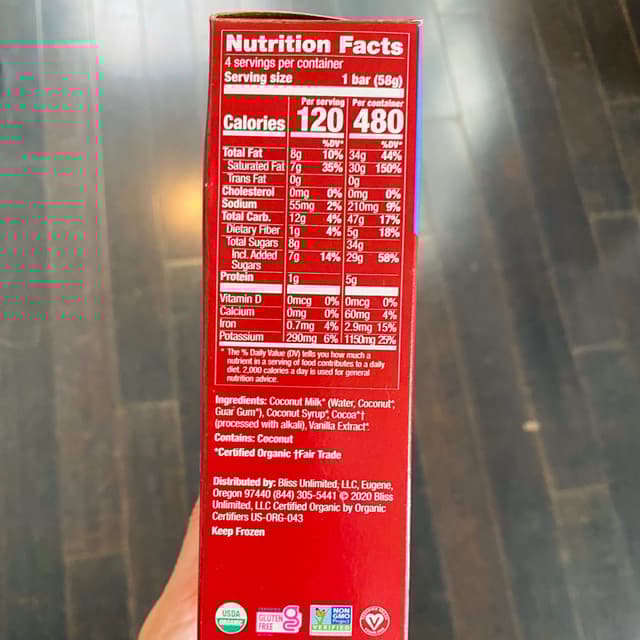 Nutrition Facts
4 servings per container
Serving size 1 bar (58g)
Per serving Per container
Calories 120 480
%DV* %DV*
Total Fat 8g 10% 34g 44%
Saturated Fat 7g 35% 30g 150%
Trans Fat 0g 0g
Cholesterol 0mg 0% 0mg 0%
Sodium 55mg 2% 210mg 9%
Total Carb. 12g 4% 47g 17%
Dietary Fiber 1g 4% 5g 18%
Total Sugars 8g 34g
Incl. Added Sugars 7g 14% 29g 58%
Protein 1g 5g
Vitamin D 0mcg 0% 0mcg 0%
Calcium 0mg 0% 60mg 4%
Iron 0.7mg 4% 2.9mg 15%
Potassium 290mg 6% 1150mg 25%
* The % Daily Value (DV) tells you how much a
nutrient in a serving of food contributes to a daily
diet. 2,000 calories a day is used for general
nutrition advice.
Ingredients: Coconut Milk* (Water, Coconut*,
Guar Gum*), Coconut Syrup*, Cocoa*†
(processed with alkali), Vanilla Extract*.
Contains: Coconut
*Certified Organic †Fair Trade
Distributed by: Bliss Unlimited, LLC, Eugene,
Oregon 97440 (844) 305-5441 © 2020 Bliss
Unlimited, LLC Certified Organic by Organic
Certifiers US-ORG-043
Keep Frozen
USDA
ORGANIC
CERTIFIED
GLUTEN
FREE
NON
GMO
Project
VERIFIED
V